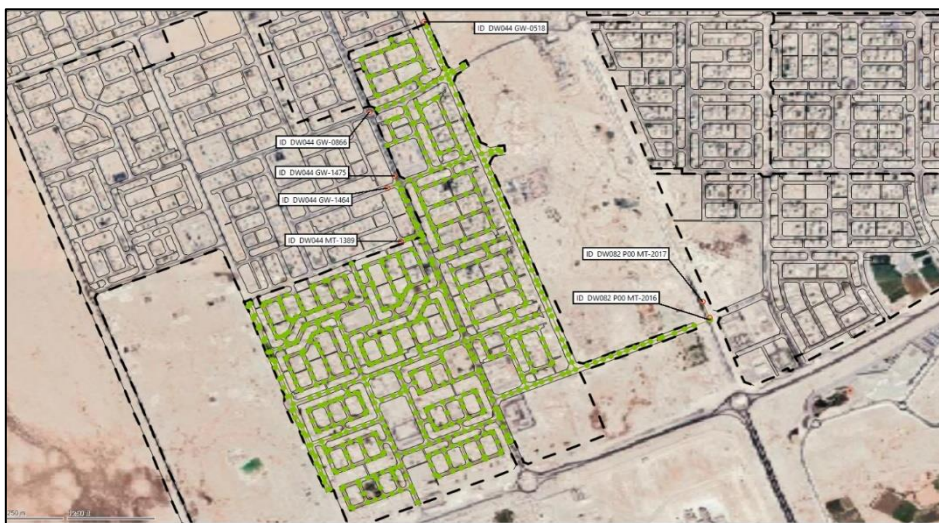 ID DW044 GW-0518
ID DW044 GW-0866
ID DW044 GW-1475
ID DW044 GW-1464
ID DW044 MT-1389
ID DW082 P00 MT-2017
ID DW082 P00 MT-2016
250 m